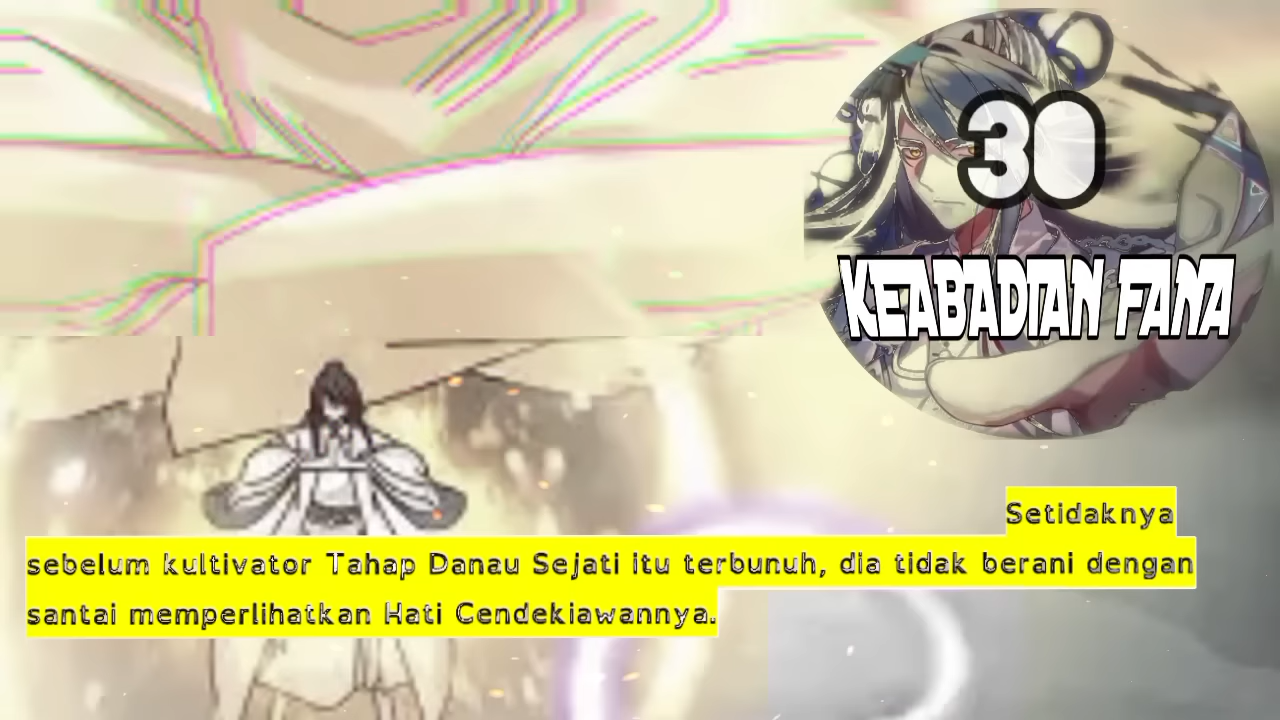 30
KEABADIAN FANA
Setidaknya
sebelum kultivator Tahap Danau Sejati itu terbunuh, dia tidak berani dengan
santai memperlihatkan Hati Cendekiawannya.